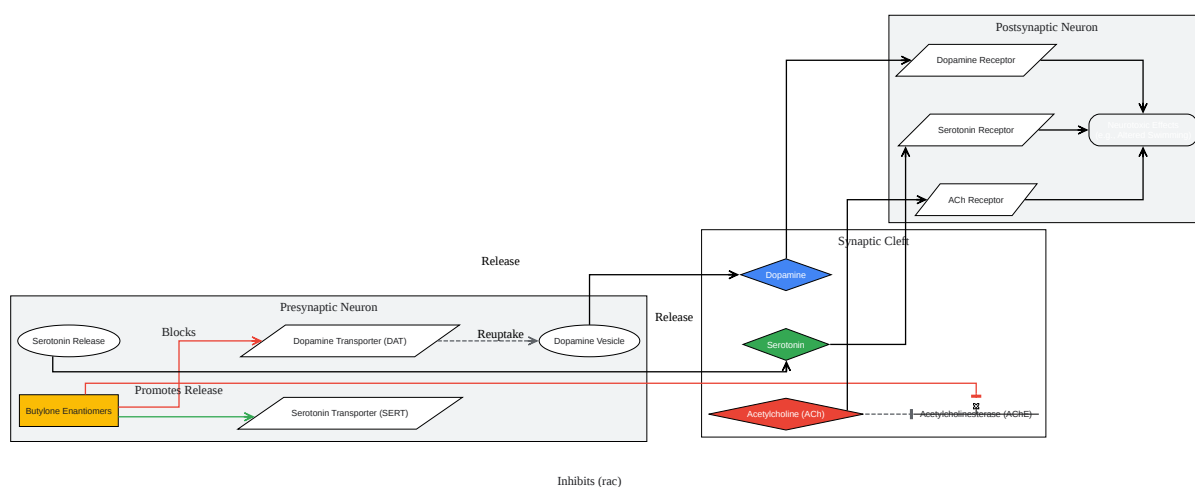 Postsynaptic Neuron
Dopamine Receptor
Serotonin Receptor
ACh Receptor
Synaptic Cleft
Release
Dopamine
Presynaptic Neuron
Release
Serotonin Release
Blocks
Dopamine Transporter (DAT)
Reuptake
Dopamine Vesicle
Serotonin
Promotes Release
Butylone Enantiomers
Serotonin Transporter (SERT)
Acetylcholine (ACh)
Acetylcholinesterase (AChE)
Inhibits (rac)